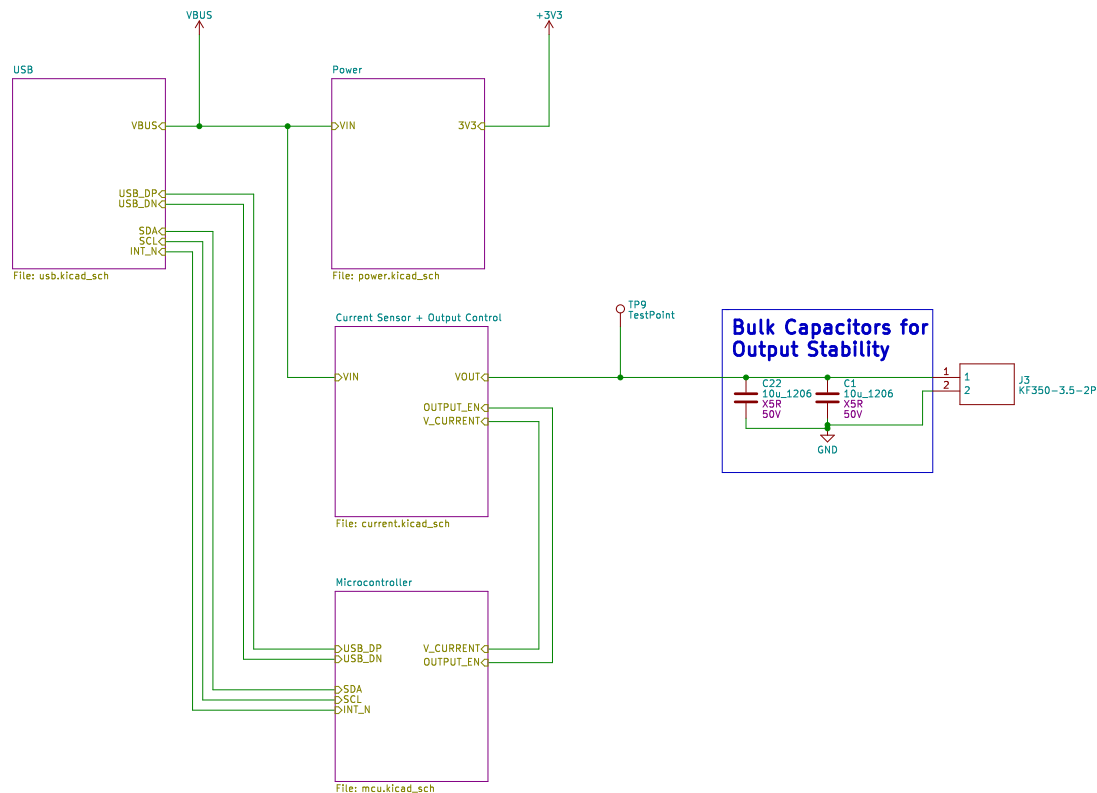 VBUS
+3V3
USB
VBUS
USB_DP
USB_DN
SDA
SCL
INT_N
File: usb.kicad_sch
Power
VIN
3V3
File: power.kicad_sch
Current Sensor + Output Control
VIN
VOUT
OUTPUT_EN
V_CURRENT
File: current.kicad_sch
TP9
TestPoint
Bulk Capacitors for
Output Stability
C22
10u_1206
X5R
50V
C1
10u_1206
X5R
50V
GND
1
2
1
2
J3
KF350-3.5-2P
Microcontroller
USB_DP
USB_DN
SDA
SCL
INT_N
V_CURRENT
OUTPUT_EN
File: mcu.kicad_sch